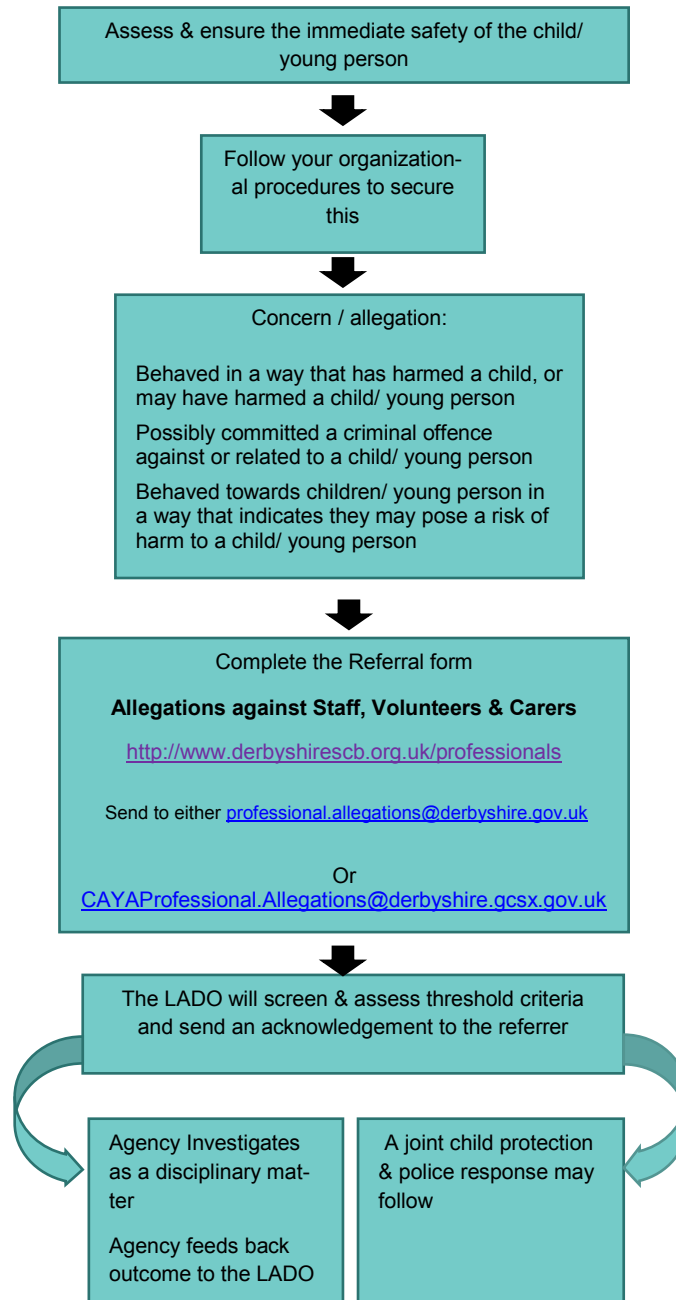 Assess & ensure the immediate safety of the child/
young person
Follow your organization-
al procedures to secure
this
Concern / allegation:
Behaved in a way that has harmed a child, or
may have harmed a child/ young person
Possibly committed a criminal offence
against or related to a child/ young person
Behaved towards children/ young person in
a way that indicates they may pose a risk of
harm to a child/ young person
Complete the Referral form
Allegations against Staff, Volunteers & Carers
http://www.derbyshirescb.org.uk/professionals
Send to either professional.allegations@derbyshire.gov.uk
Or
CAYAProfessional.Allegations@derbyshire.gcsx.gov.uk
The LADO will screen & assess threshold criteria
and send an acknowledgement to the referrer
Agency Investigates
as a disciplinary mat-
ter
Agency feeds back
outcome to the LADO
A joint child protection
& police response may
follow